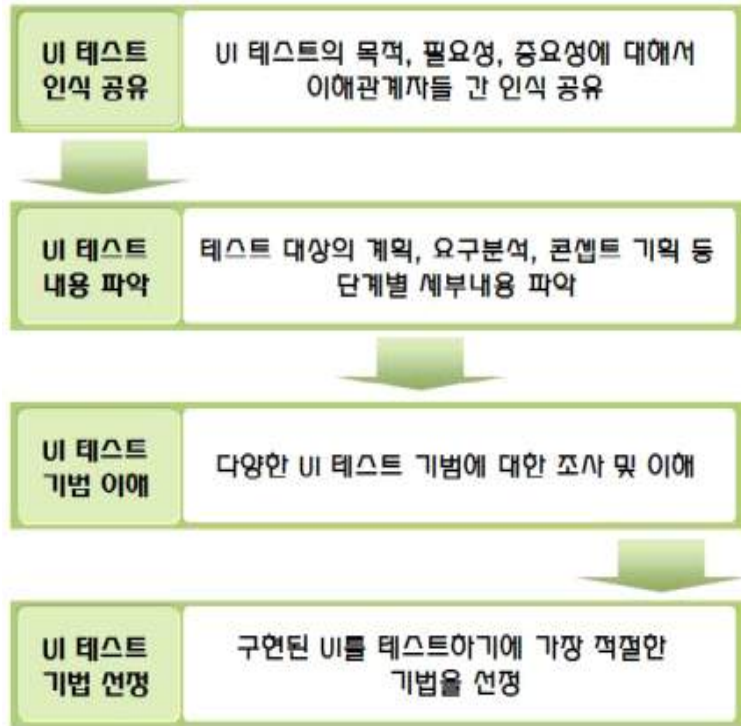 UI 테스트
인식 공유
UI 테스트의 목적, 필요성, 중요성에 대해서
이해관계자들 간 인식 공유
UI 테스트
내용 파악
테스트 대상의 계획, 요구분석, 콘셉트 기획 등
단계별 세부내용 파악
UI 테스트
기법 이해
다양한 UI 테스트 기법에 대한 조사 및 이해
UI 테스트
기법 선정
구현된 UI를 테스트하기에 가장 적절한
기법을 선정